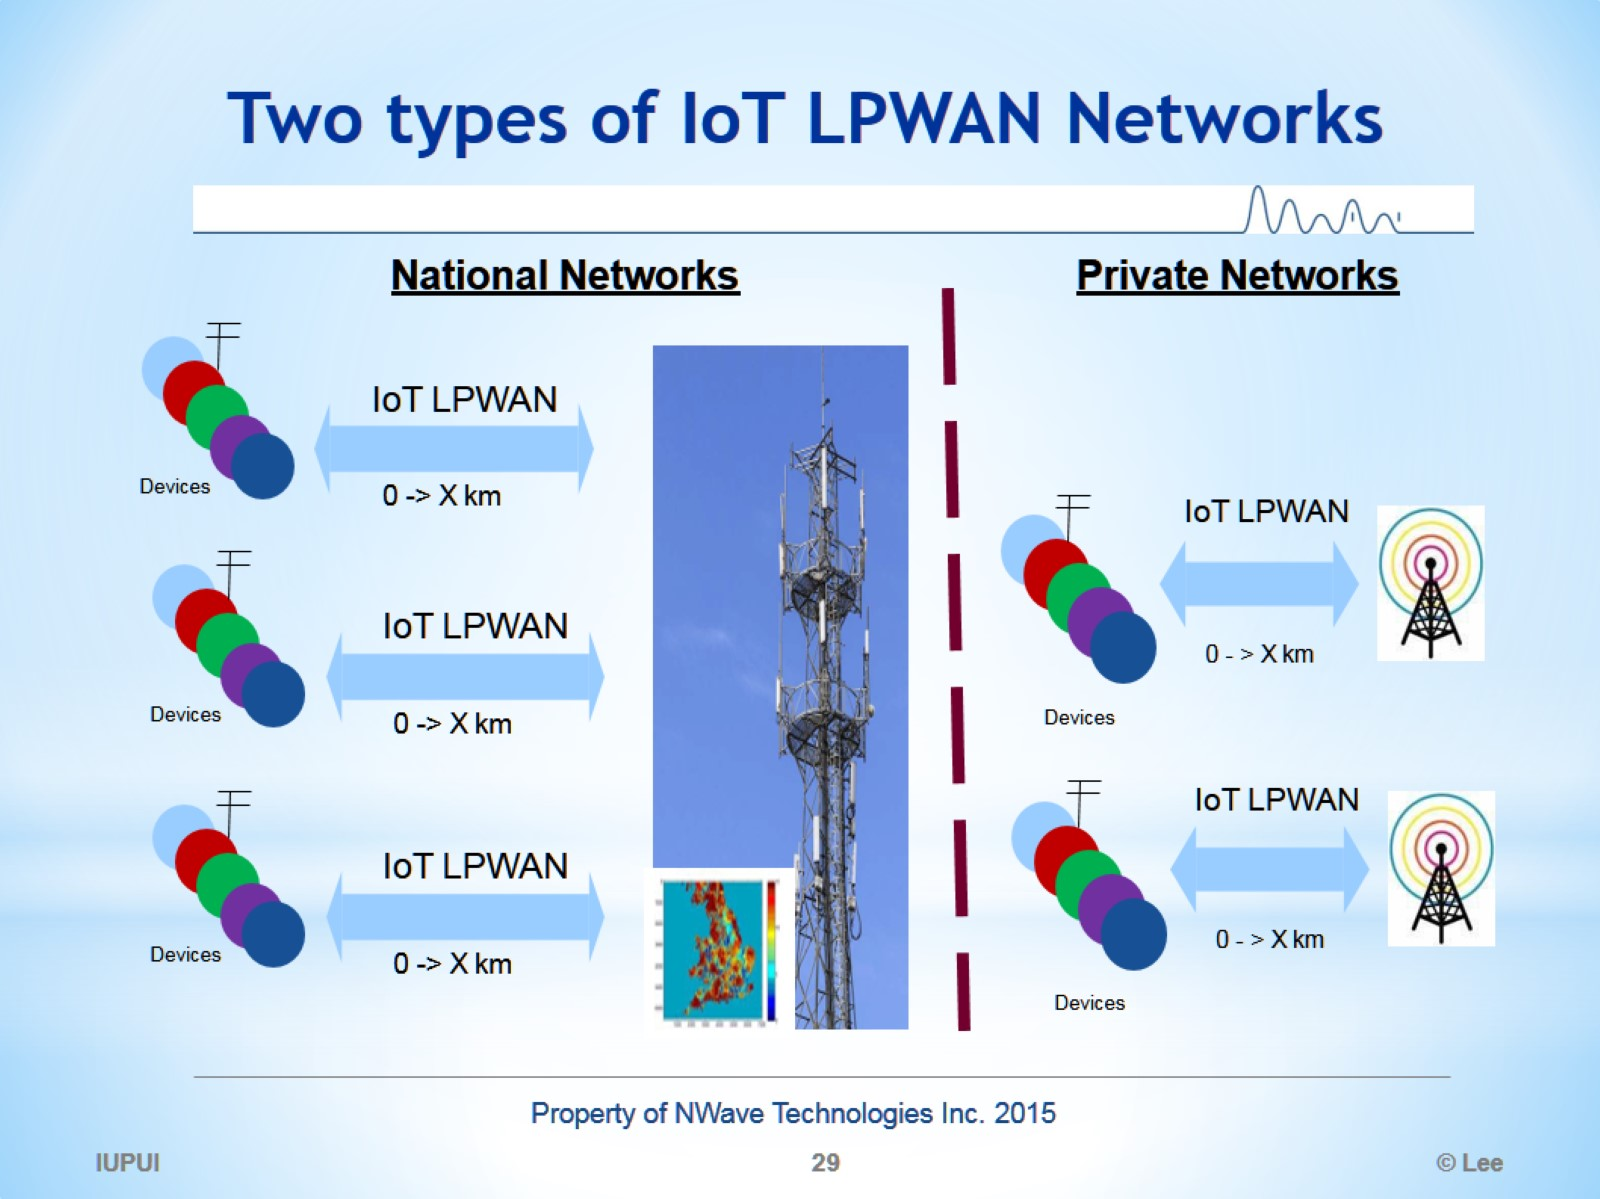 Two types of IoT LPWAN Networks
National Networks
IoT LPWAN
0 -> X km
Devices
IoT LPWAN
0 -> X km
Devices
IoT LPWAN
0 -> X km
Devices
Private Networks
IoT LPWAN
0 - > X km
Devices
IoT LPWAN
0 - > X km
Devices
Property of NWave Technologies Inc. 2015
IUPUI
29
© Lee